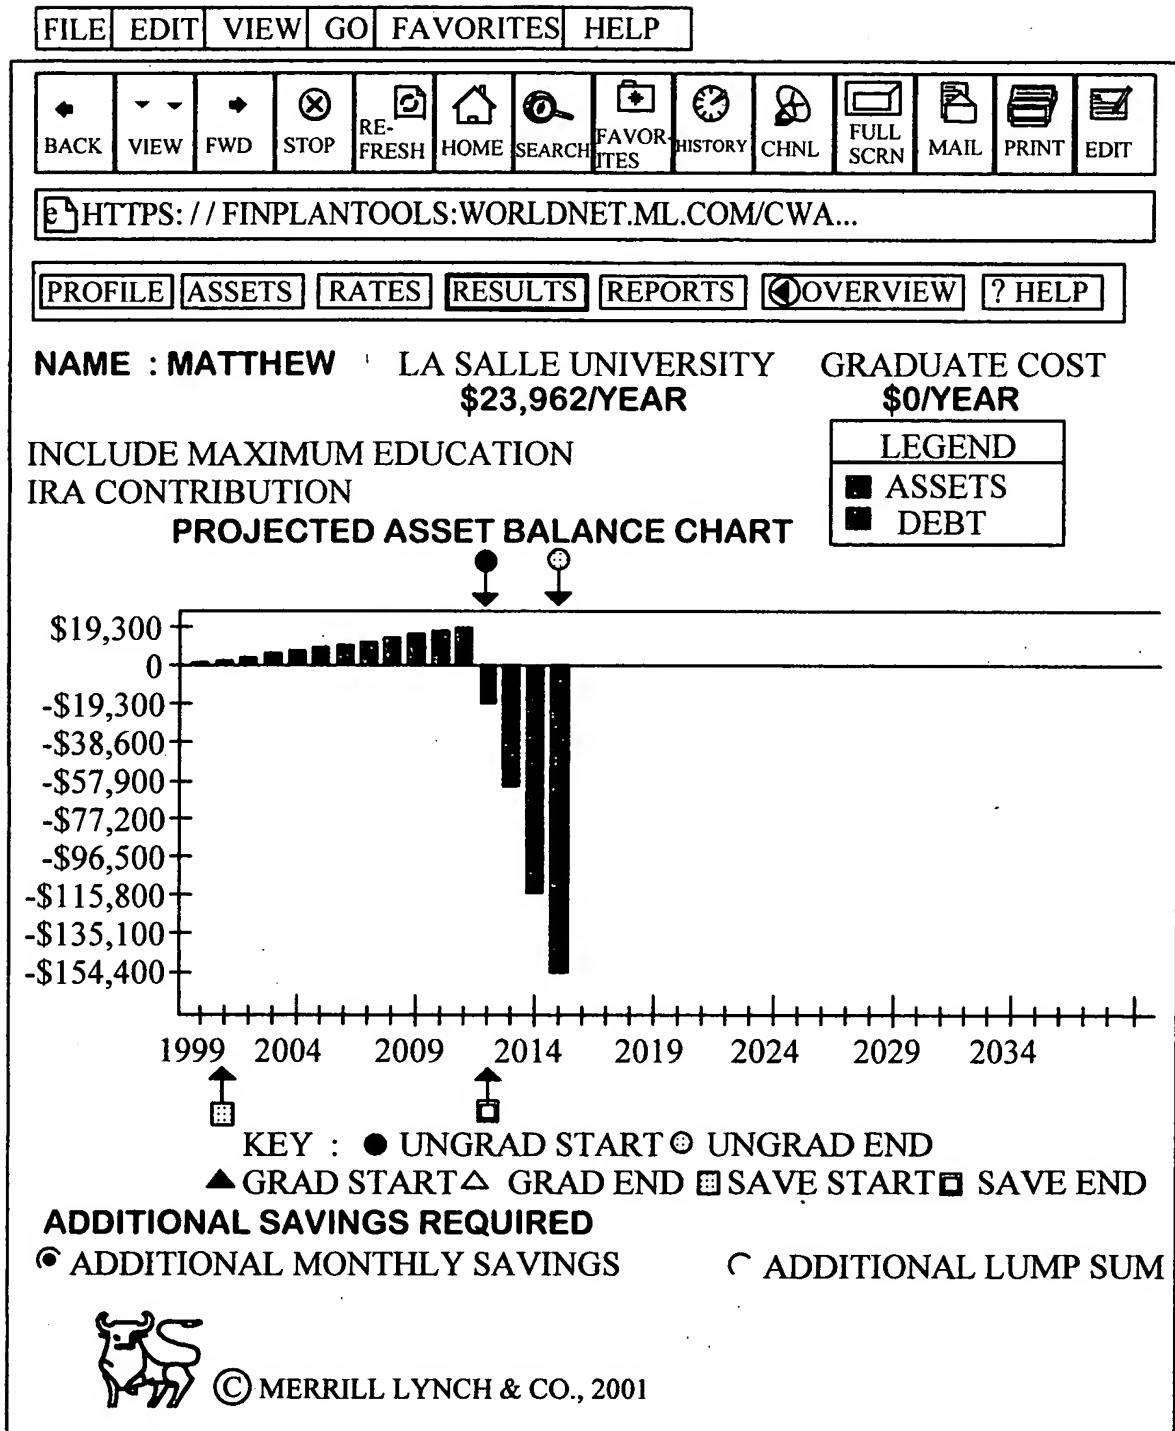 FILE EDIT VIEW GO FAVORITES HELP
BACK VIEW FWD STOP RE-FRESH HOME SEARCH FAVOR-ITES HISTORY CHNL FULL SCRN MAIL PRINT EDIT
e HTTPS: // FINPLANTOOLS:WORLDNET.ML.COM/CWA...
PROFILE ASSETS RATES RESULTS REPORTS OVERVIEW ? HELP
NAME : MATTHEW LA SALLE UNIVERSITY GRADUATE COST
$23,962/YEAR $0/YEAR
INCLUDE MAXIMUM EDUCATION
IRA CONTRIBUTION
LEGEND
ASSETS
DEBT
PROJECTED ASSET BALANCE CHART
$19,300
0
-$19,300
-$38,600
-$57,900
-$77,200
-$96,500
-$115,800
-$135,100
-$154,400
1999 2004 2009 2014 2019 2024 2029 2034
KEY : UNGRAD START UNGRAD END
GRAD START GRAD END SAVE START SAVE END
ADDITIONAL SAVINGS REQUIRED
ADDITIONAL MONTHLY SAVINGS ADDITIONAL LUMP SUM
© MERRILL LYNCH & CO., 2001